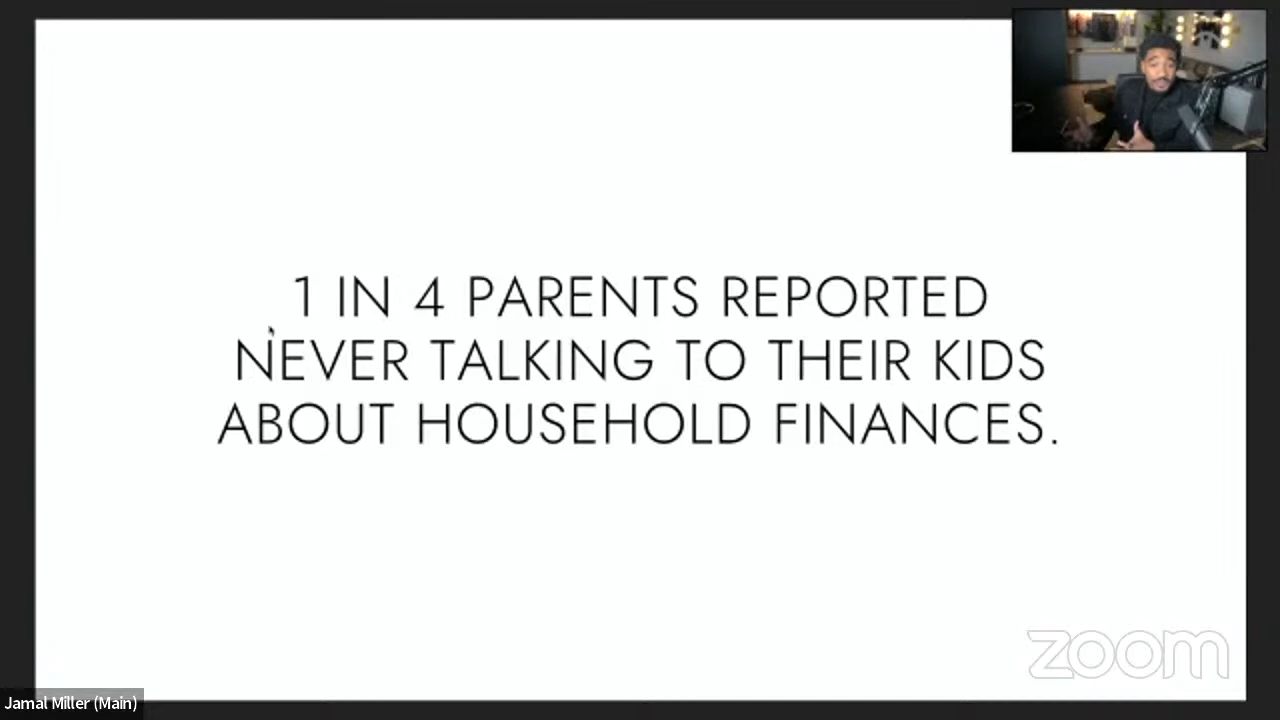 1 IN 4 PARENTS REPORTED
NEVER TALKING TO THEIR KIDS
ABOUT HOUSEHOLD FINANCES.
zoom
Jamal Miller (Main)